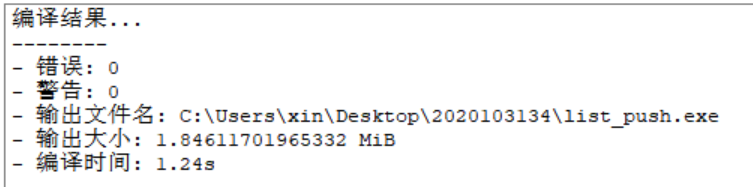 编译结果...
--------
- 错误: 0
- 警告: 0
- 输出文件名: C:\Users\xin\Desktop\2020103134\list_push.exe
- 输出大小: 1.84611701965332 MiB
- 编译时间: 1.24s